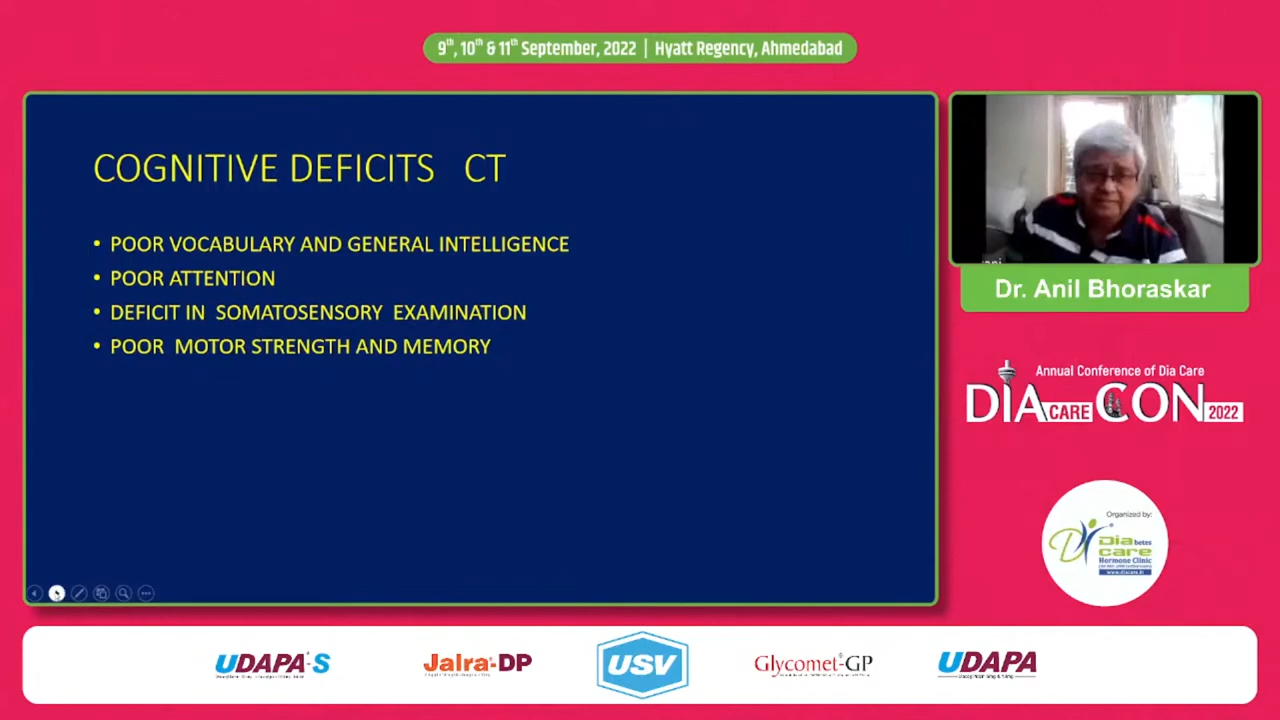 9th, 10th & 11th September, 2022 | Hyatt Regency, Ahmedabad
COGNITIVE DEFICITS CT
• POOR VOCABULARY AND GENERAL INTELLIGENCE
• POOR ATTENTION
• DEFICIT IN SOMATOSENSORY EXAMINATION
• POOR MOTOR STRENGTH AND MEMORY
Dr. Anil Bhoraskar
Annual Conference of Dia Care
DIA CARE CON 2022
Organized by:
Diabetes
care
Hormone Clinic
UDAPA-S
Jalra-DP
USV
Glycomet®-GP
UDAPA